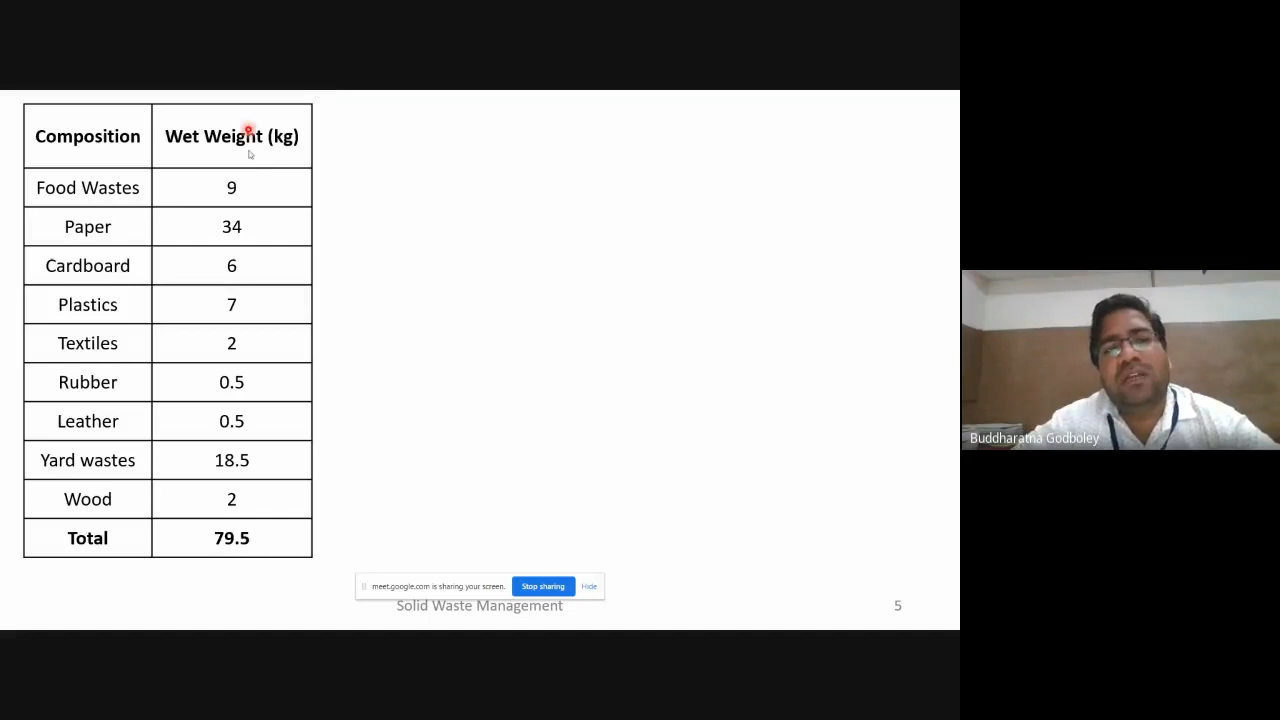 Composition Wet Weight (kg)
Food Wastes 9
Paper 34
Cardboard 6
Plastics 7
Textiles 2
Rubber 0.5
Leather 0.5
Yard wastes 18.5
Wood 2
Total 79.5
meet.google.com is sharing your screen. Stop sharing Hide
Solid Waste Management 5
Buddharatna Godboley